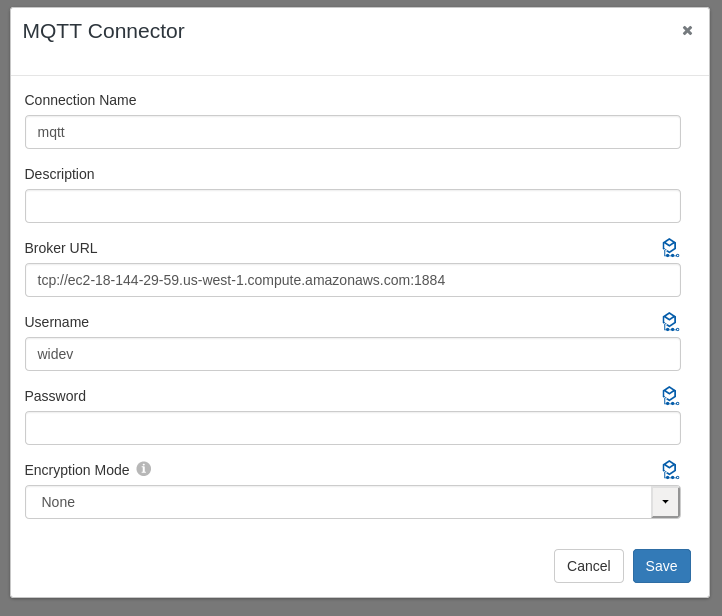 MQTT Connector
Connection Name
mqtt
Description
Broker URL
tcp://ec2-18-144-29-59.us-west-1.compute.amazonaws.com:1884
Username
widev
Password
Encryption Mode
None
Cancel Save